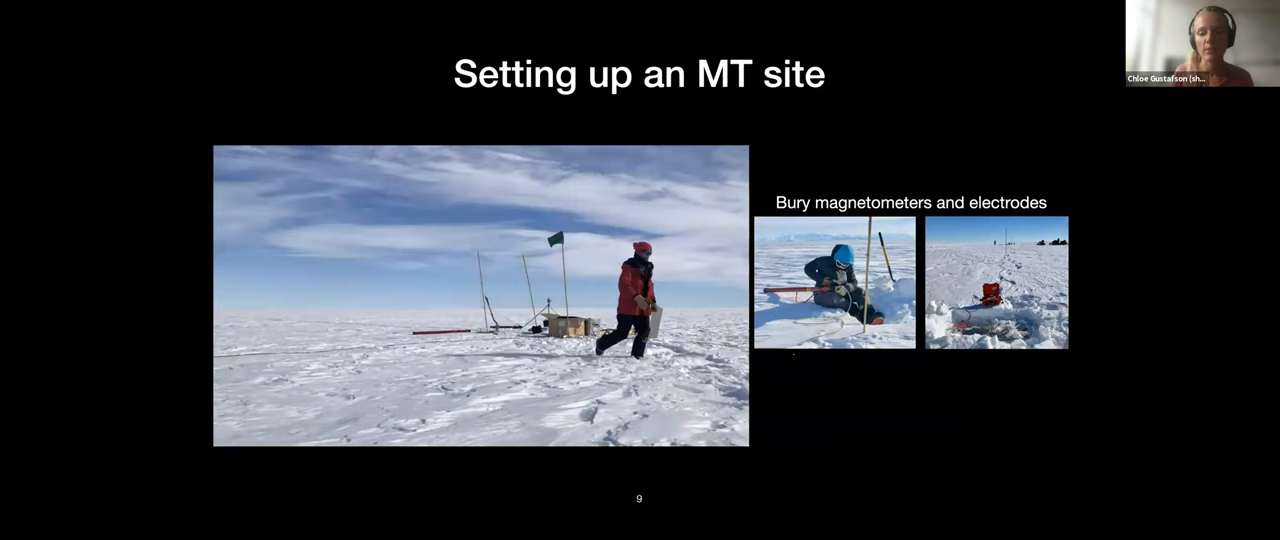 Setting up an MT site
Chloe Gustafson (sh...
Bury magnetometers and electrodes
9